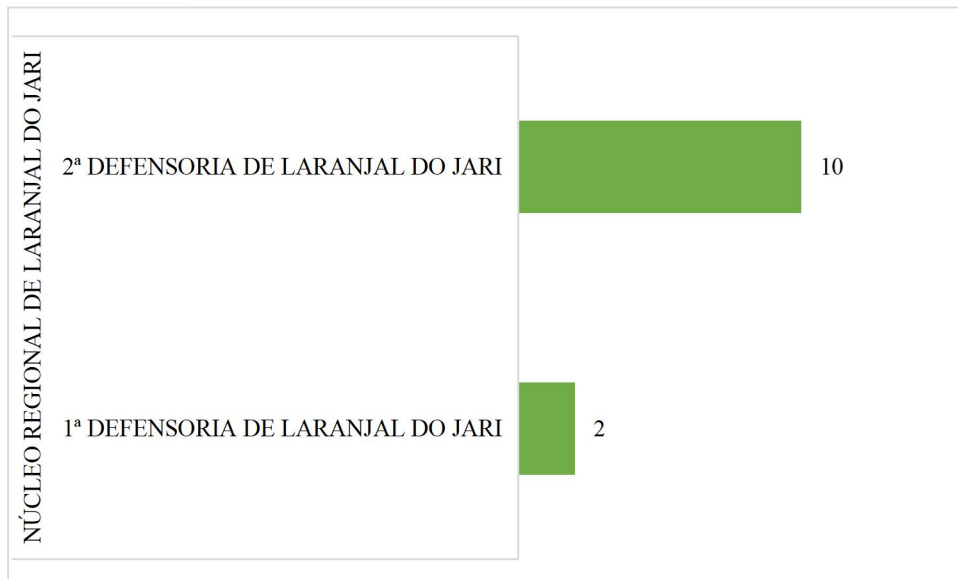 NÚCLEO REGIONAL DE LARANJAL DO JARI
2ª DEFENSORIA DE LARANJAL DO JARI
10
1ª DEFENSORIA DE LARANJAL DO JARI
2